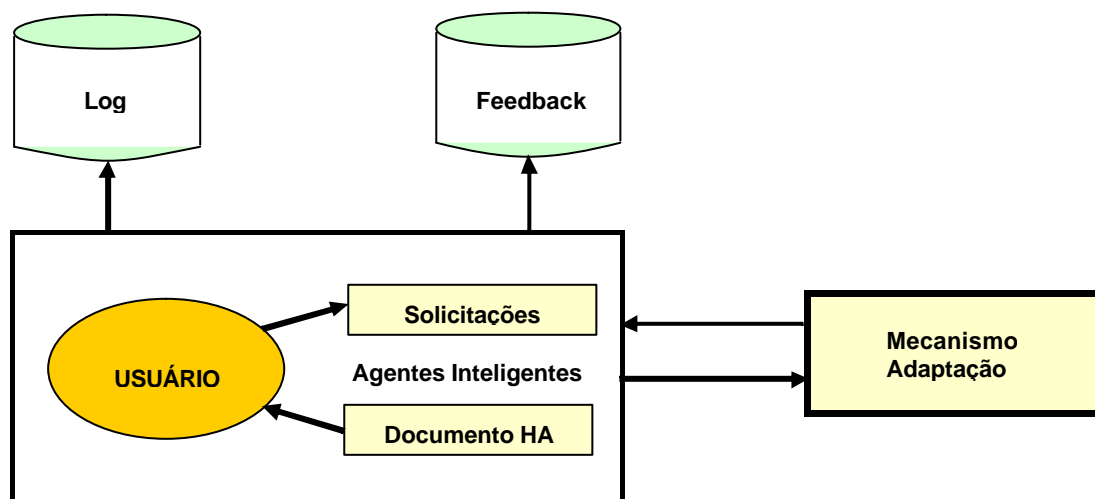 Log
Feedback
Solicitações
USUÁRIO
Agentes Inteligentes
Documento HA
Mecanismo
Adaptação